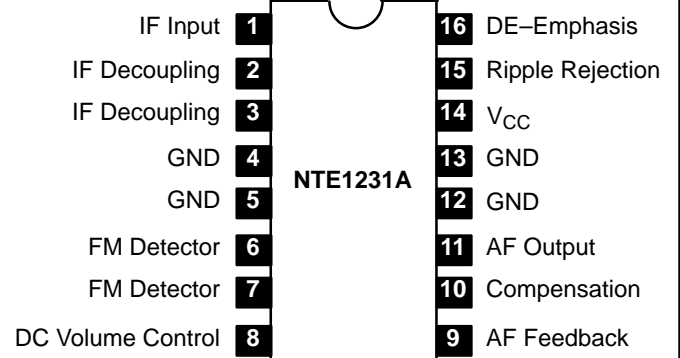 IF Input 1 16 DE–Emphasis
IF Decoupling 2 15 Ripple Rejection
IF Decoupling 3 14 VCC
GND 4 13 GND
NTE1231A
GND 5 12 GND
FM Detector 6 11 AF Output
FM Detector 7 10 Compensation
DC Volume Control 8 9 AF Feedback